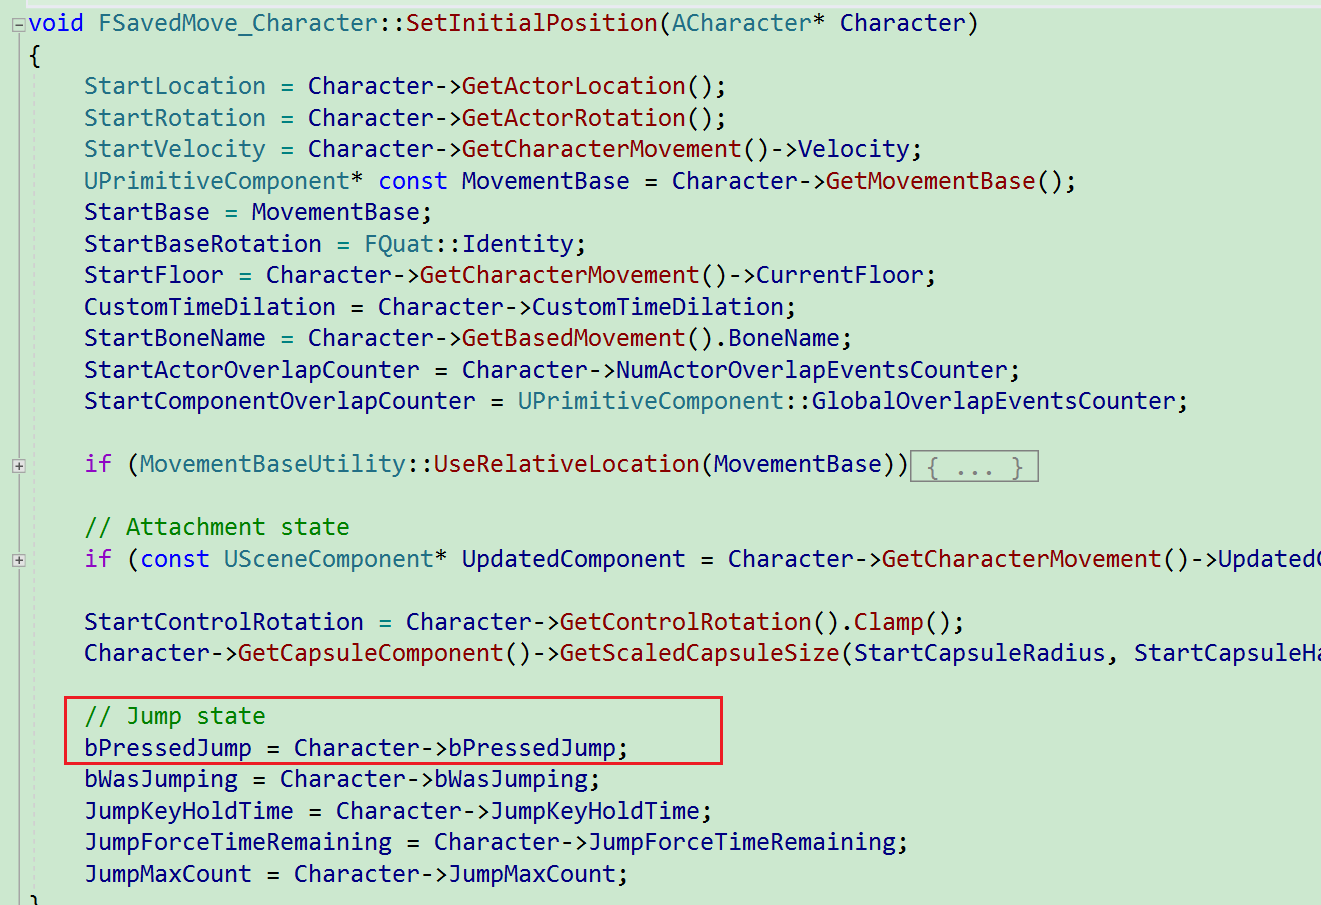 void FSavedMove_Character::SetInitialPosition(ACharacter* Character)
{
StartLocation = Character->GetActorLocation();
StartRotation = Character->GetActorRotation();
StartVelocity = Character->GetCharacterMovement()->Velocity;
UPrimitiveComponent* const MovementBase = Character->GetMovementBase();
StartBase = MovementBase;
StartBaseRotation = FQuat::Identity;
StartFloor = Character->GetCharacterMovement()->CurrentFloor;
CustomTimeDilation = Character->CustomTimeDilation;
StartBoneName = Character->GetBasedMovement().BoneName;
StartActorOverlapCounter = Character->NumActorOverlapEventsCounter;
StartComponentOverlapCounter = UPrimitiveComponent::GlobalOverlapEventsCounter;
if (MovementBaseUtility::UseRelativeLocation(MovementBase)){ ... }
// Attachment state
if (const USceneComponent* UpdatedComponent = Character->GetCharacterMovement()->UpdatedC
StartControlRotation = Character->GetControlRotation().Clamp();
Character->GetCapsuleComponent()->GetScaledCapsuleSize(StartCapsuleRadius, StartCapsuleHa
// Jump state
bPressedJump = Character->bPressedJump;
bWasJumping = Character->bWasJumping;
JumpKeyHoldTime = Character->JumpKeyHoldTime;
JumpForceTimeRemaining = Character->JumpForceTimeRemaining;
JumpMaxCount = Character->JumpMaxCount;
}